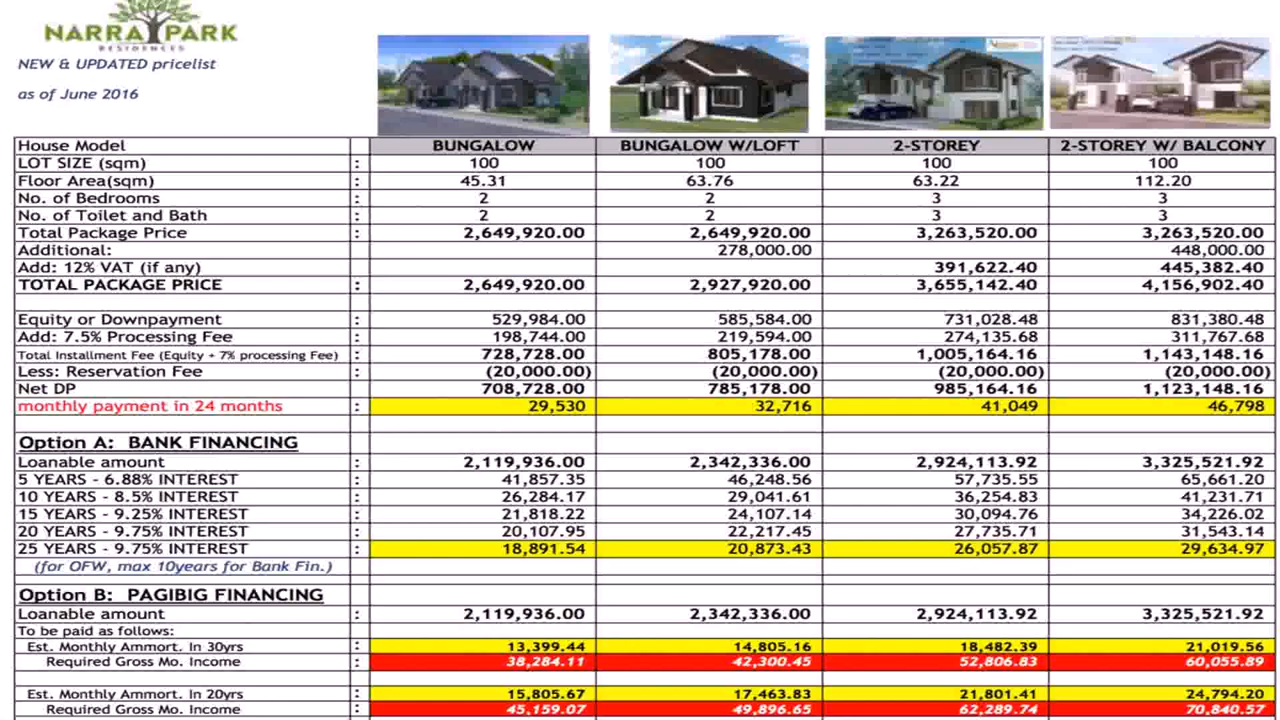 NARRA PARK
RESIDENCES
NEW & UPDATED pricelist
as of June 2016
House Model BUNGALOW BUNGALOW W/LOFT 2-STOREY 2-STOREY W/ BALCONY
LOT SIZE (sqm) : 100 100 100 100
Floor Area(sqm) : 45.31 63.76 63.22 112.20
No. of Bedrooms : 2 2 3 3
No. of Toilet and Bath : 2 2 3 3
Total Package Price : 2,649,920.00 2,649,920.00 3,263,520.00 3,263,520.00
Additional: 278,000.00 448,000.00
Add: 12% VAT (if any) 391,622.40 445,382.40
TOTAL PACKAGE PRICE : 2,649,920.00 2,927,920.00 3,655,142.40 4,156,902.40
Equity or Downpayment : 529,984.00 585,584.00 731,028.48 831,380.48
Add: 7.5% Processing Fee : 198,744.00 219,594.00 274,135.68 311,767.68
Total Installment Fee (Equity + 7% processing Fee) : 728,728.00 805,178.00 1,005,164.16 1,143,148.16
Less: Reservation Fee : (20,000.00) (20,000.00) (20,000.00) (20,000.00)
Net DP : 708,728.00 785,178.00 985,164.16 1,123,148.16
monthly payment in 24 months : 29,530 32,716 41,049 46,798
Option A: BANK FINANCING
Loanable amount : 2,119,936.00 2,342,336.00 2,924,113.92 3,325,521.92
5 YEARS - 6.88% INTEREST : 41,857.35 46,248.56 57,735.55 65,661.20
10 YEARS - 8.5% INTEREST : 26,284.17 29,041.61 36,254.83 41,231.71
15 YEARS - 9.25% INTEREST : 21,818.22 24,107.14 30,094.76 34,226.02
20 YEARS - 9.75% INTEREST : 20,107.95 22,217.45 27,735.71 31,543.14
25 YEARS - 9.75% INTEREST : 18,891.54 20,873.43 26,057.87 29,634.97
(for OFW, max 10years for Bank Fin.)
Option B: PAGIBIG FINANCING
Loanable amount : 2,119,936.00 2,342,336.00 2,924,113.92 3,325,521.92
To be paid as follows:
Est. Monthly Ammort. In 30yrs : 13,399.44 14,805.16 18,482.39 21,019.56
Required Gross Mo. Income : 38,284.11 42,300.45 52,806.83 60,055.89
Est. Monthly Ammort. In 20yrs : 15,805.67 17,463.83 21,801.41 24,794.20
Required Gross Mo. Income : 45,159.07 49,896.65 62,289.74 70,840.57